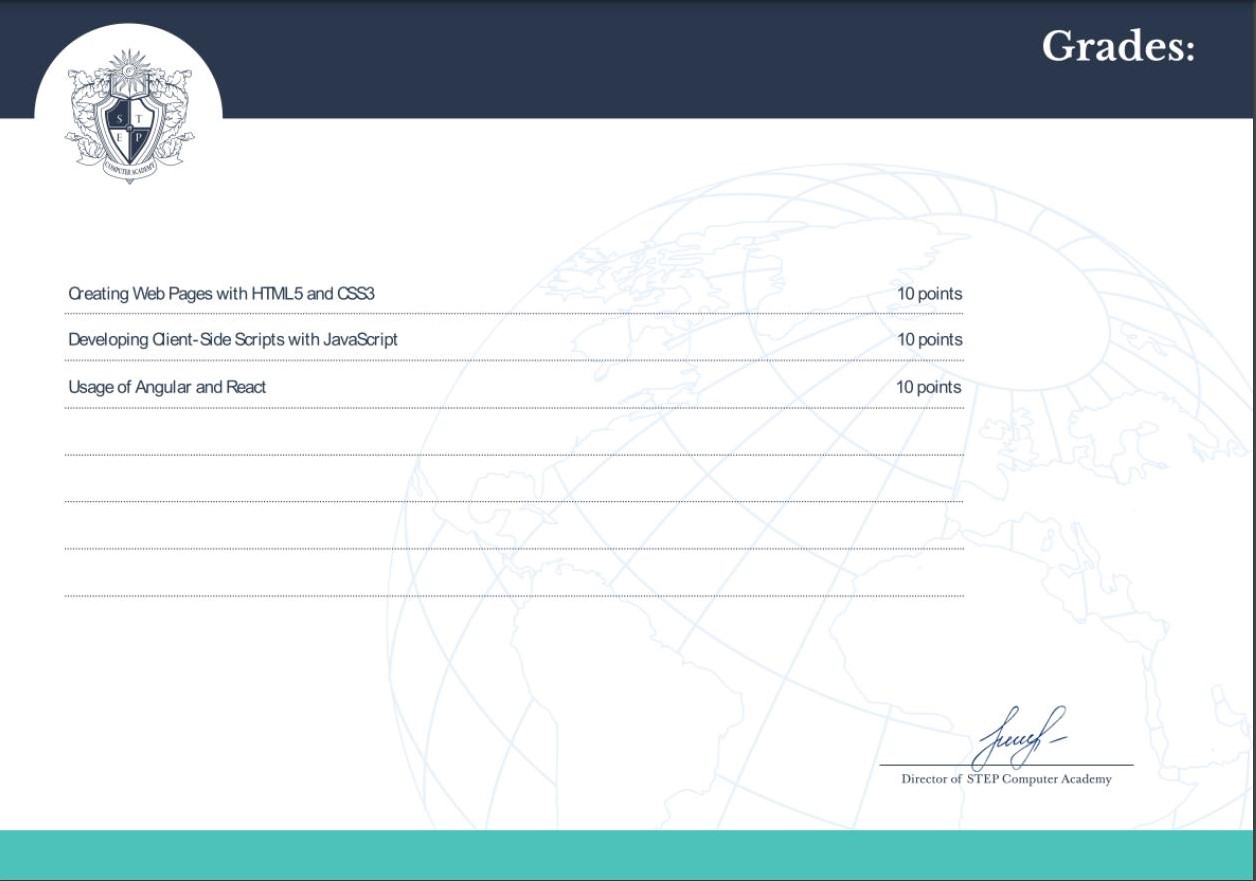 Grades:
S T
E P
COMPUTER ACADEMY
Creating Web Pages with HTML5 and CSS3 10 points
Developing Client-Side Scripts with JavaScript 10 points
Usage of Angular and React 10 points
Director of STEP Computer Academy